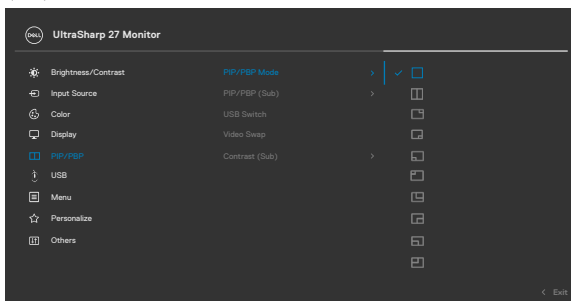 DELL UltraSharp 27 Monitor
Brightness/Contrast PIP/PBP Mode
Input Source PIP/PBP (Sub)
Color USB Switch
Display Video Swap
PIP/PBP Contrast (Sub)
USB
Menu
Personalize
Others
Exit